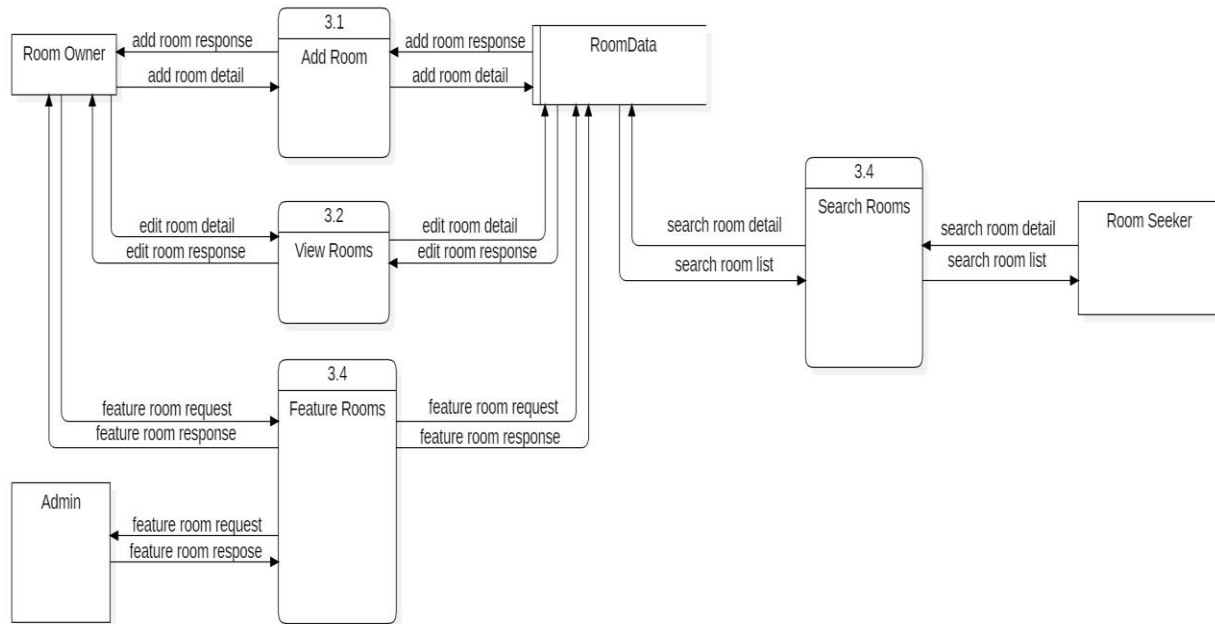 3.1
Room Owner
add room response
Add Room
add room response
RoomData
add room detail
add room detail
3.4
Search Rooms
3.2
View Rooms
edit room detail
edit room response
edit room detail
edit room response
search room detail
search room list
search room detail
search room list
Room Seeker
3.4
Feature Rooms
feature room request
feature room response
feature room request
feature room response
Admin
feature room request
feature room respose